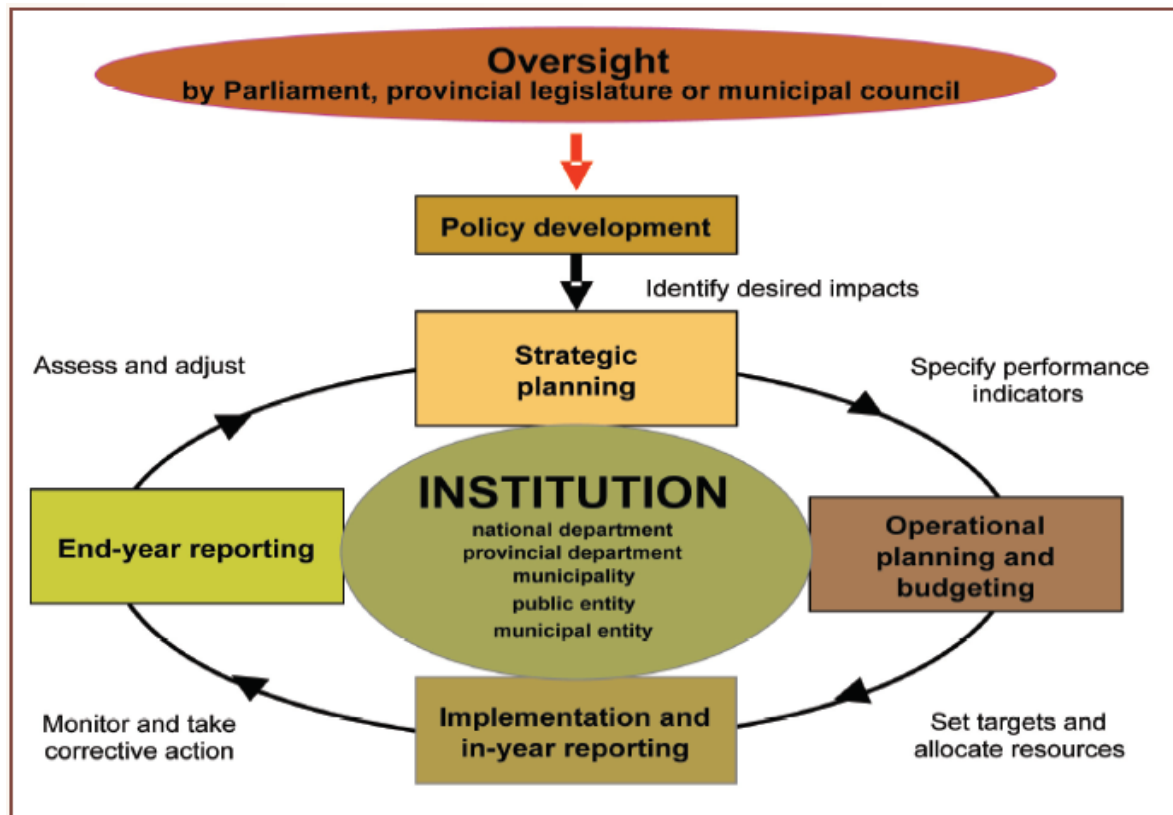 Oversight
by Parliament, provincial legislature or municipal council
Policy development
Identify desired impacts
Strategic
planning
Assess and adjust
Specify performance
indicators
INSTITUTION
national department
provincial department
municipality
public entity
municipal entity
End-year reporting
Operational
planning and
budgeting
Implementation and
in-year reporting
Monitor and take
corrective action
Set targets and
allocate resources